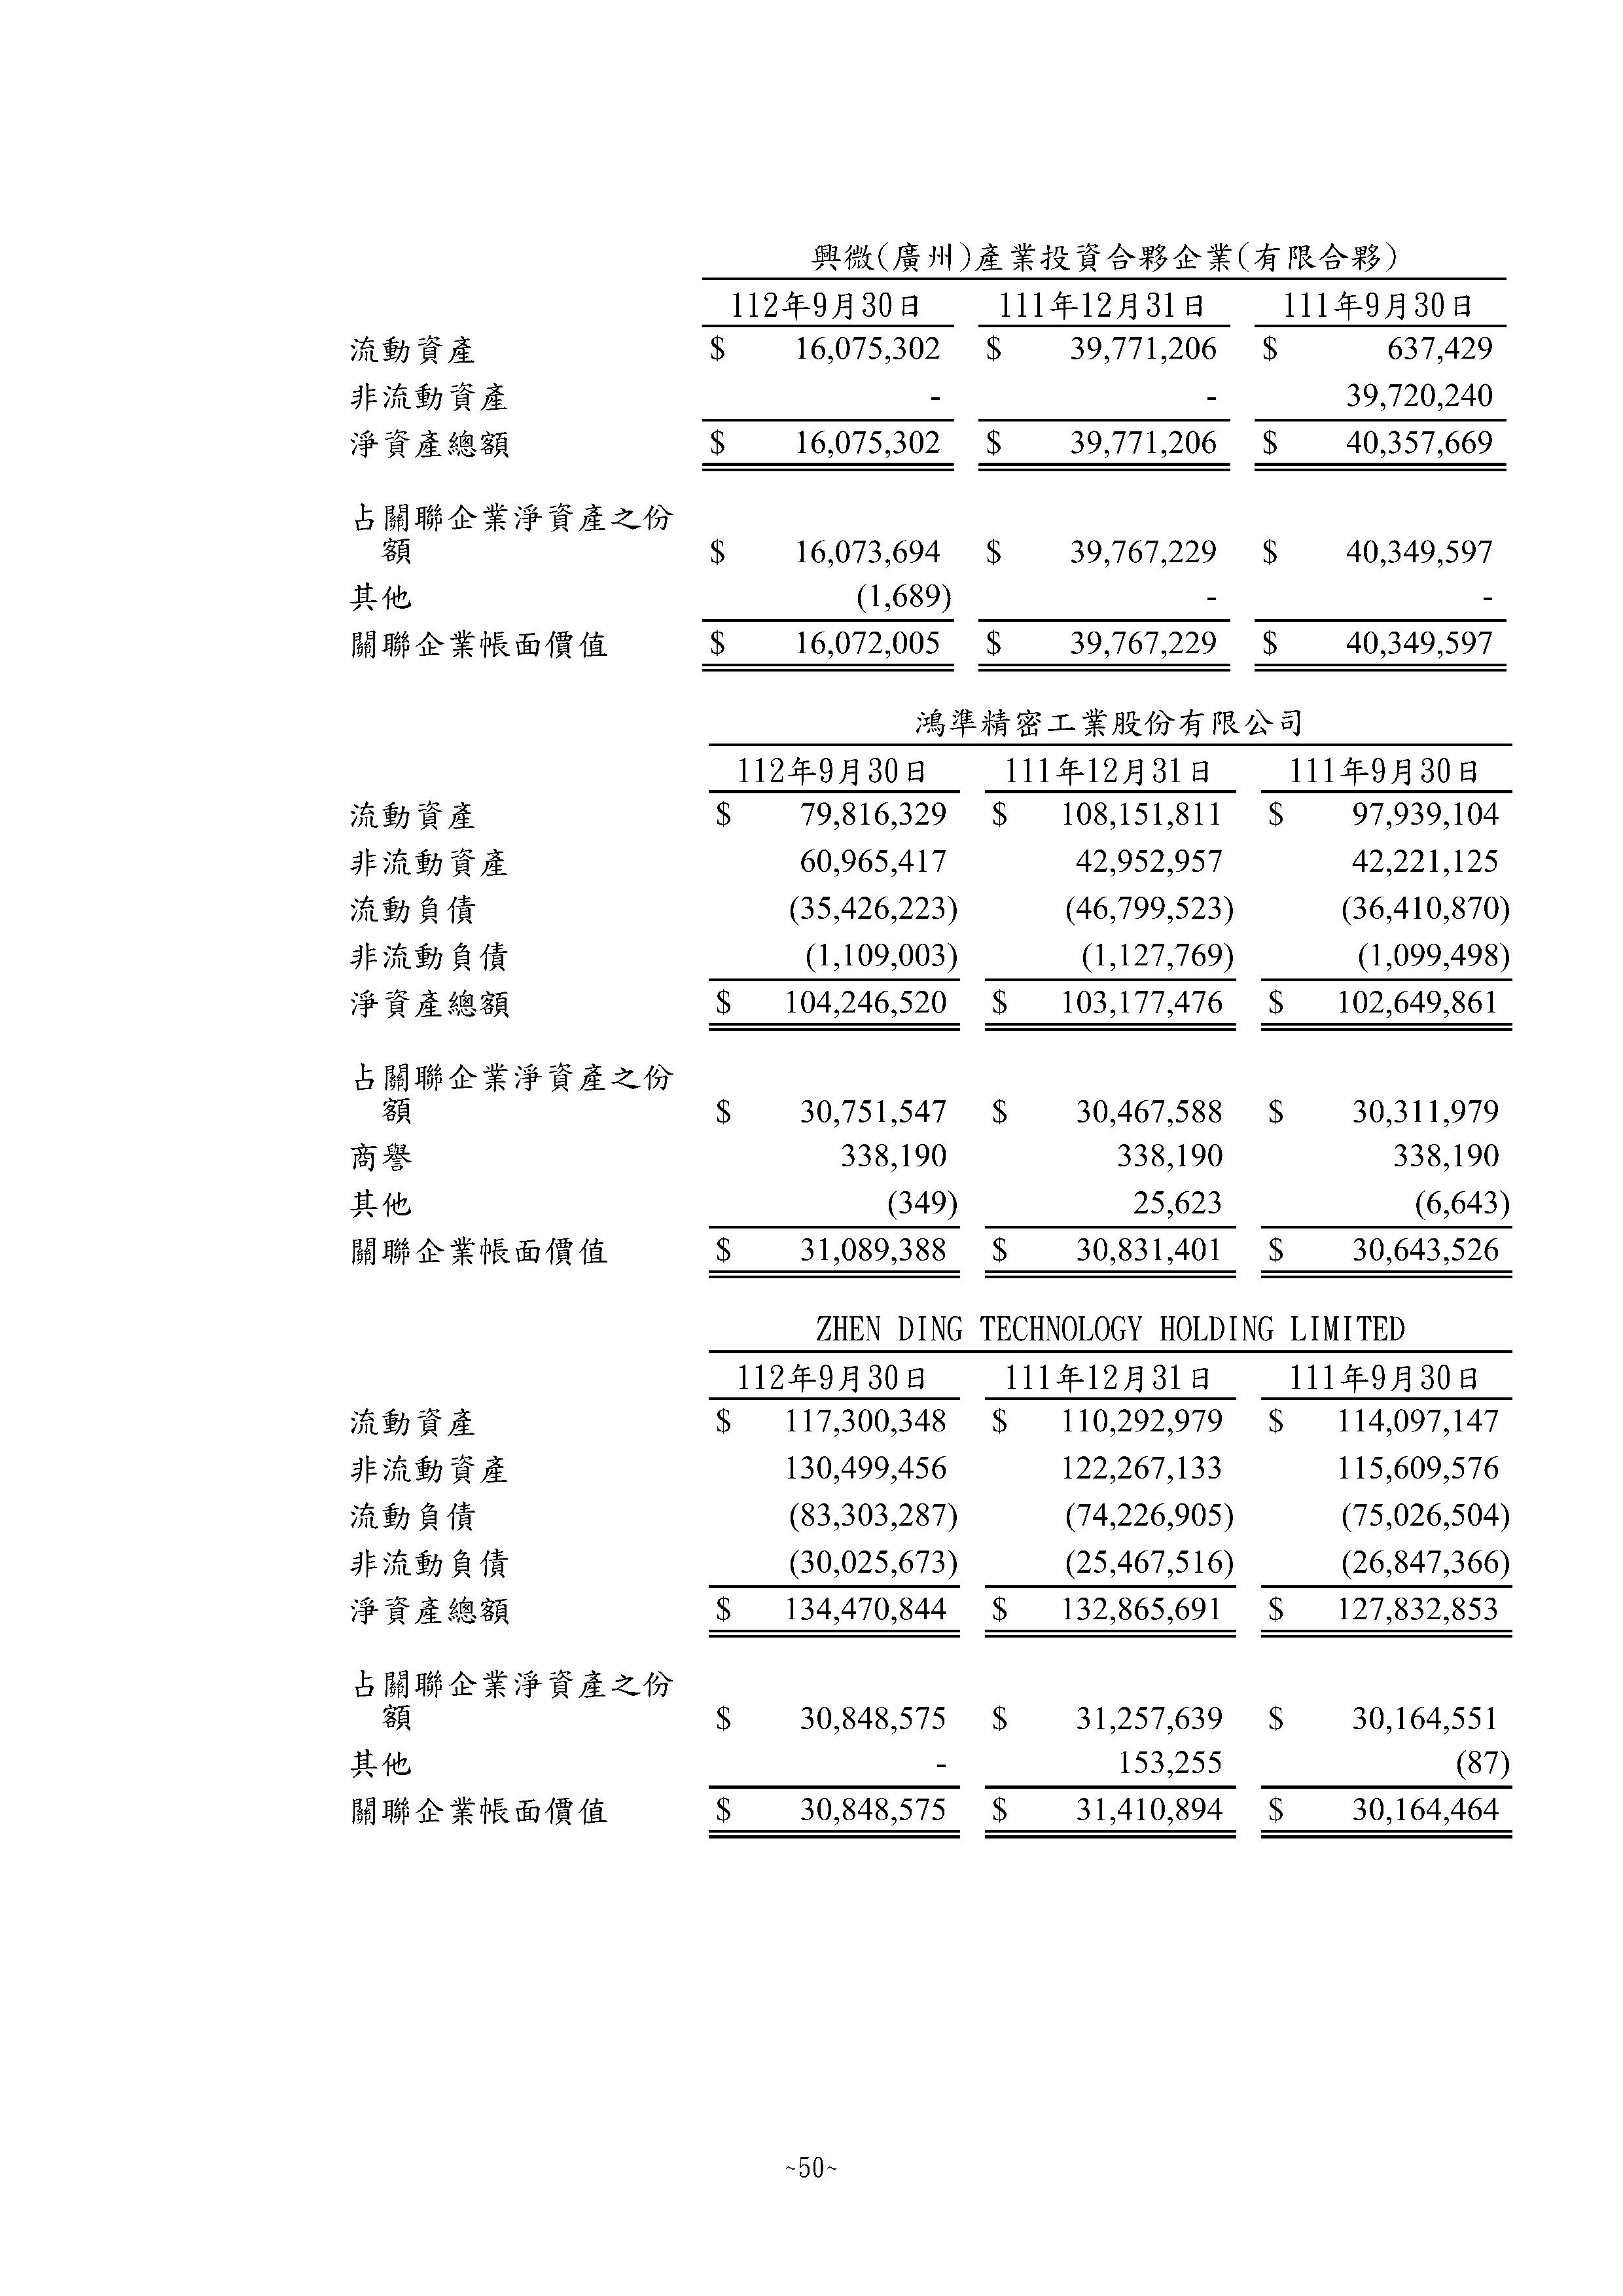 興微(廣州)產業投資合夥企業(有限合夥)
112年9月30日 111年12月31日 111年9月30日
流動資產 $ 16,075,302 $ 39,771,206 $ 637,429
非流動資產 - - 39,720,240
淨資產總額 $ 16,075,302 $ 39,771,206 $ 40,357,669
占關聯企業淨資產之份
額 $ 16,073,694 $ 39,767,229 $ 40,349,597
其他 (1,689) - -
關聯企業帳面價值 $ 16,072,005 $ 39,767,229 $ 40,349,597
鴻準精密工業股份有限公司
112年9月30日 111年12月31日 111年9月30日
流動資產 $ 79,816,329 $ 108,151,811 $ 97,939,104
非流動資產 60,965,417 42,952,957 42,221,125
流動負債 (35,426,223) (46,799,523) (36,410,870)
非流動負債 (1,109,003) (1,127,769) (1,099,498)
淨資產總額 $ 104,246,520 $ 103,177,476 $ 102,649,861
占關聯企業淨資產之份
額 $ 30,751,547 $ 30,467,588 $ 30,311,979
商譽 338,190 338,190 338,190
其他 (349) 25,623 (6,643)
關聯企業帳面價值 $ 31,089,388 $ 30,831,401 $ 30,643,526
ZHEN DING TECHNOLOGY HOLDING LIMITED
112年9月30日 111年12月31日 111年9月30日
流動資產 $ 117,300,348 $ 110,292,979 $ 114,097,147
非流動資產 130,499,456 122,267,133 115,609,576
流動負債 (83,303,287) (74,226,905) (75,026,504)
非流動負債 (30,025,673) (25,467,516) (26,847,366)
淨資產總額 $ 134,470,844 $ 132,865,691 $ 127,832,853
占關聯企業淨資產之份
額 $ 30,848,575 $ 31,257,639 $ 30,164,551
其他 - 153,255 (87)
關聯企業帳面價值 $ 30,848,575 $ 31,410,894 $ 30,164,464
~50~